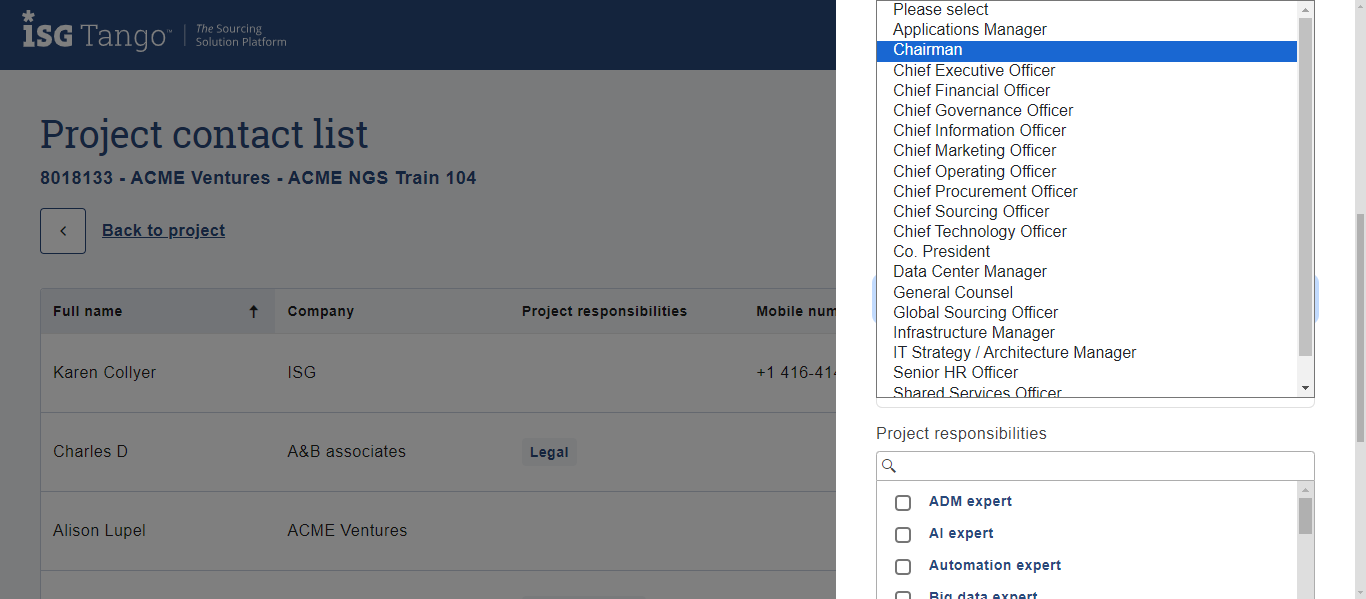 ISG Tango™
The Sourcing
Solution Platform
Project contact list
8018133 - ACME Ventures - ACME NGS Train 104
Back to project
Full name Company Project responsibilities Mobile num
Karen Collyer ISG +1 416-414
Charles D A&B associates Legal
Alison Lupel ACME Ventures
Please select
Applications Manager
Chairman
Chief Executive Officer
Chief Financial Officer
Chief Governance Officer
Chief Information Officer
Chief Marketing Officer
Chief Operating Officer
Chief Procurement Officer
Chief Sourcing Officer
Chief Technology Officer
Co. President
Data Center Manager
General Counsel
Global Sourcing Officer
Infrastructure Manager
IT Strategy / Architecture Manager
Senior HR Officer
Shared Services Officer
Project responsibilities
ADM expert
AI expert
Automation expert
Big data expert